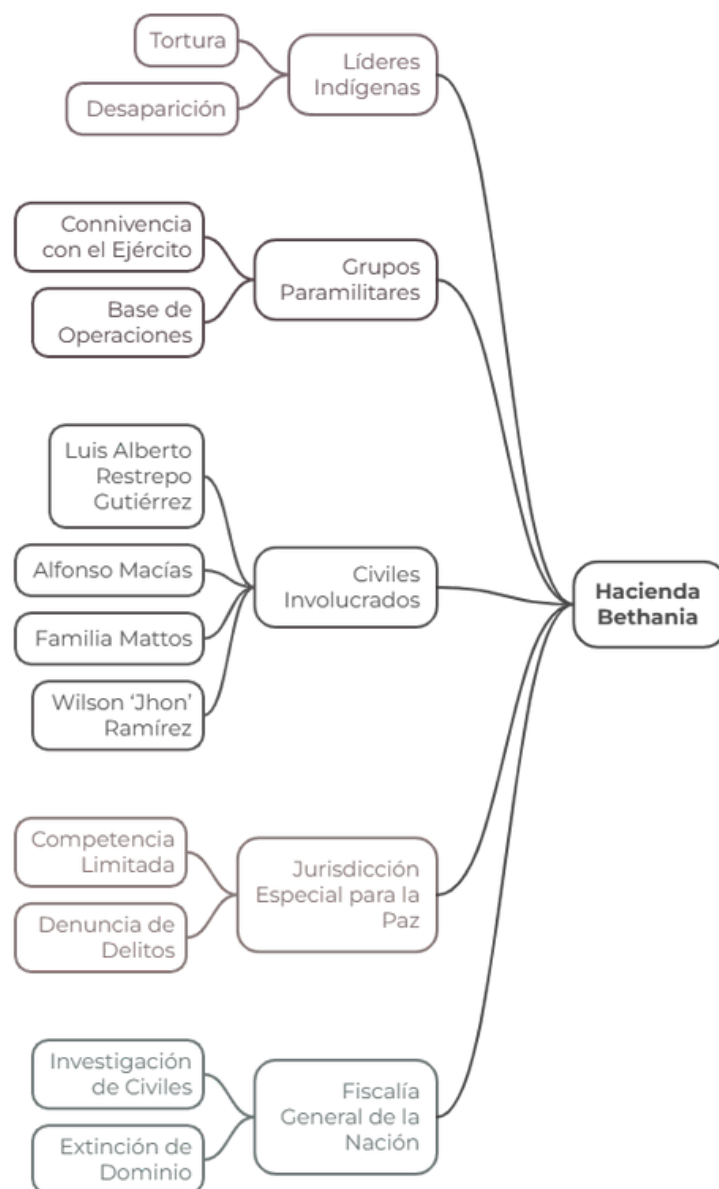 Tortura
Desaparición
Líderes
Indígenas
Connivencia
con el Ejército
Base de
Operaciones
Grupos
Paramilitares
Luis Alberto
Restrepo
Gutiérrez
Alfonso Macías
Familia Mattos
Wilson ‘Jhon’
Ramírez
Civiles
Involucrados
Hacienda
Bethania
Competencia
Limitada
Denuncia de
Delitos
Jurisdicción
Especial para la
Paz
Investigación
de Civiles
Extinción de
Dominio
Fiscalía
General de la
Nación